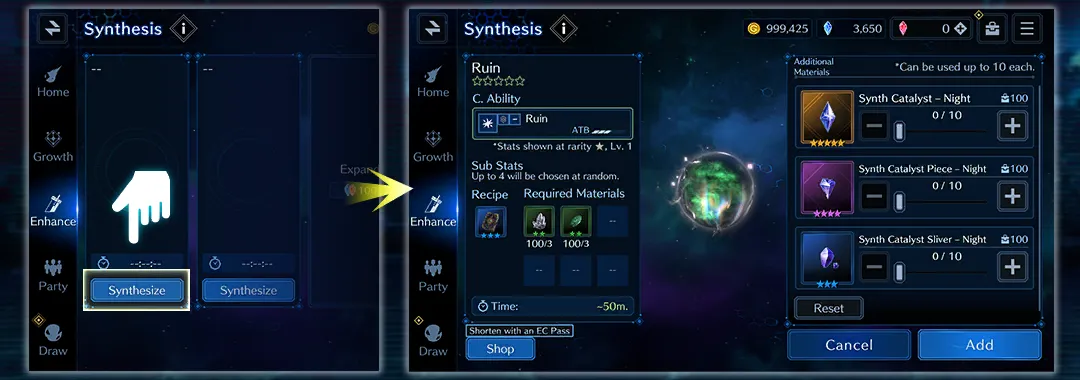 Synthesis
i
Home
Growth
Enhance
Party
Draw
--
--
--:--:--
--:--:--
Synthesize
Synthesize
Synthesis
i
G 999,425
3,650
0
Home
Growth
Enhance
Party
Draw
Ruin
☆☆☆☆☆
C. Ability
Ruin
ATB
*Stats shown at rarity ★, Lv. 1
Sub Stats
Up to 4 will be chosen at random.
Recipe
Required Materials
100/3
100/3
--
--
--
--
Time:
~50m.
Shorten with an EC Pass
Shop
Additional
Materials
*Can be used up to 10 each.
Synth Catalyst – Night
100
0 / 10
Synth Catalyst Piece – Night
100
0 / 10
Synth Catalyst Sliver – Night
100
0 / 10
Reset
Cancel
Add